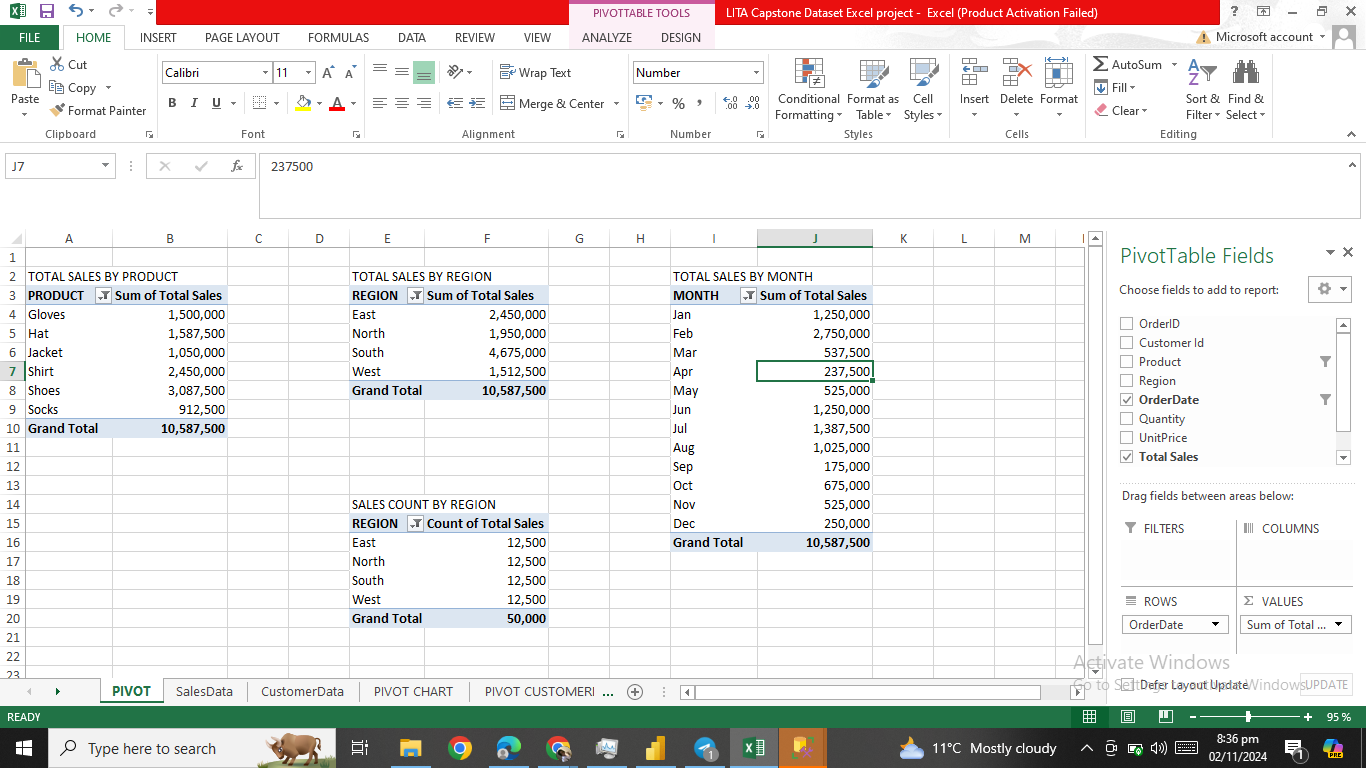 PIVOTTABLE TOOLS
LITA Capstone Dataset Excel project - Excel (Product Activation Failed)
FILE HOME INSERT PAGE LAYOUT FORMULAS DATA REVIEW VIEW ANALYZE DESIGN Microsoft account
Paste
Cut
Copy
Format Painter
Clipboard
Calibri 11
B I U
Font
Wrap Text
Merge & Center
Alignment
Number
Number
Conditional Formatting
Format as Table
Cell Styles
Styles
Insert Delete Format
Cells
AutoSum
Fill
Clear
Sort & Filter
Find & Select
Editing
J7 fx 237500
A B C D E F G H I J K L M
1
2 TOTAL SALES BY PRODUCT TOTAL SALES BY REGION TOTAL SALES BY MONTH
3 PRODUCT Sum of Total Sales REGION Sum of Total Sales MONTH Sum of Total Sales
4 Gloves 1,500,000 East 2,450,000 Jan 1,250,000
5 Hat 1,587,500 North 1,950,000 Feb 2,750,000
6 Jacket 1,050,000 South 4,675,000 Mar 537,500
7 Shirt 2,450,000 West 1,512,500 Apr 237,500
8 Shoes 3,087,500 Grand Total 10,587,500 May 525,000
9 Socks 912,500 Jun 1,250,000
10 Grand Total 10,587,500 Jul 1,387,500
11 Aug 1,025,000
12 Sep 175,000
13 Oct 675,000
14 SALES COUNT BY REGION Nov 525,000
15 REGION Count of Total Sales Dec 250,000
16 East 12,500 Grand Total 10,587,500
17 North 12,500
18 South 12,500
19 West 12,500
20 Grand Total 50,000
21
22
23
PivotTable Fields
Choose fields to add to report:
OrderID
Customer Id
Product
Region
OrderDate
Quantity
UnitPrice
Total Sales
Drag fields between areas below:
FILTERS COLUMNS
ROWS VALUES
OrderDate Sum of Total ...
Activate Windows
Go to Settings to activate Windows.
Defer Layout Update UPDATE
PIVOT SalesData CustomerData PIVOT CHART PIVOT CUSTOMERI ...
READY 95%
Type here to search
11°C Mostly cloudy
8:36 pm
02/11/2024
1
PRE